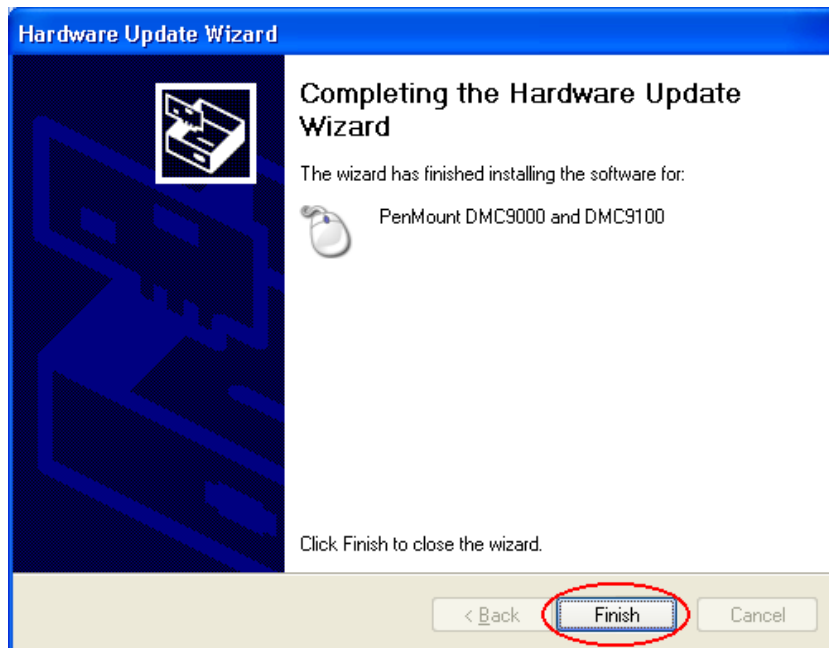 Hardware Update Wizard
Completing the Hardware Update
Wizard
The wizard has finished installing the software for:
PenMount DMC9000 and DMC9100
Click Finish to close the wizard.
< Back Finish Cancel